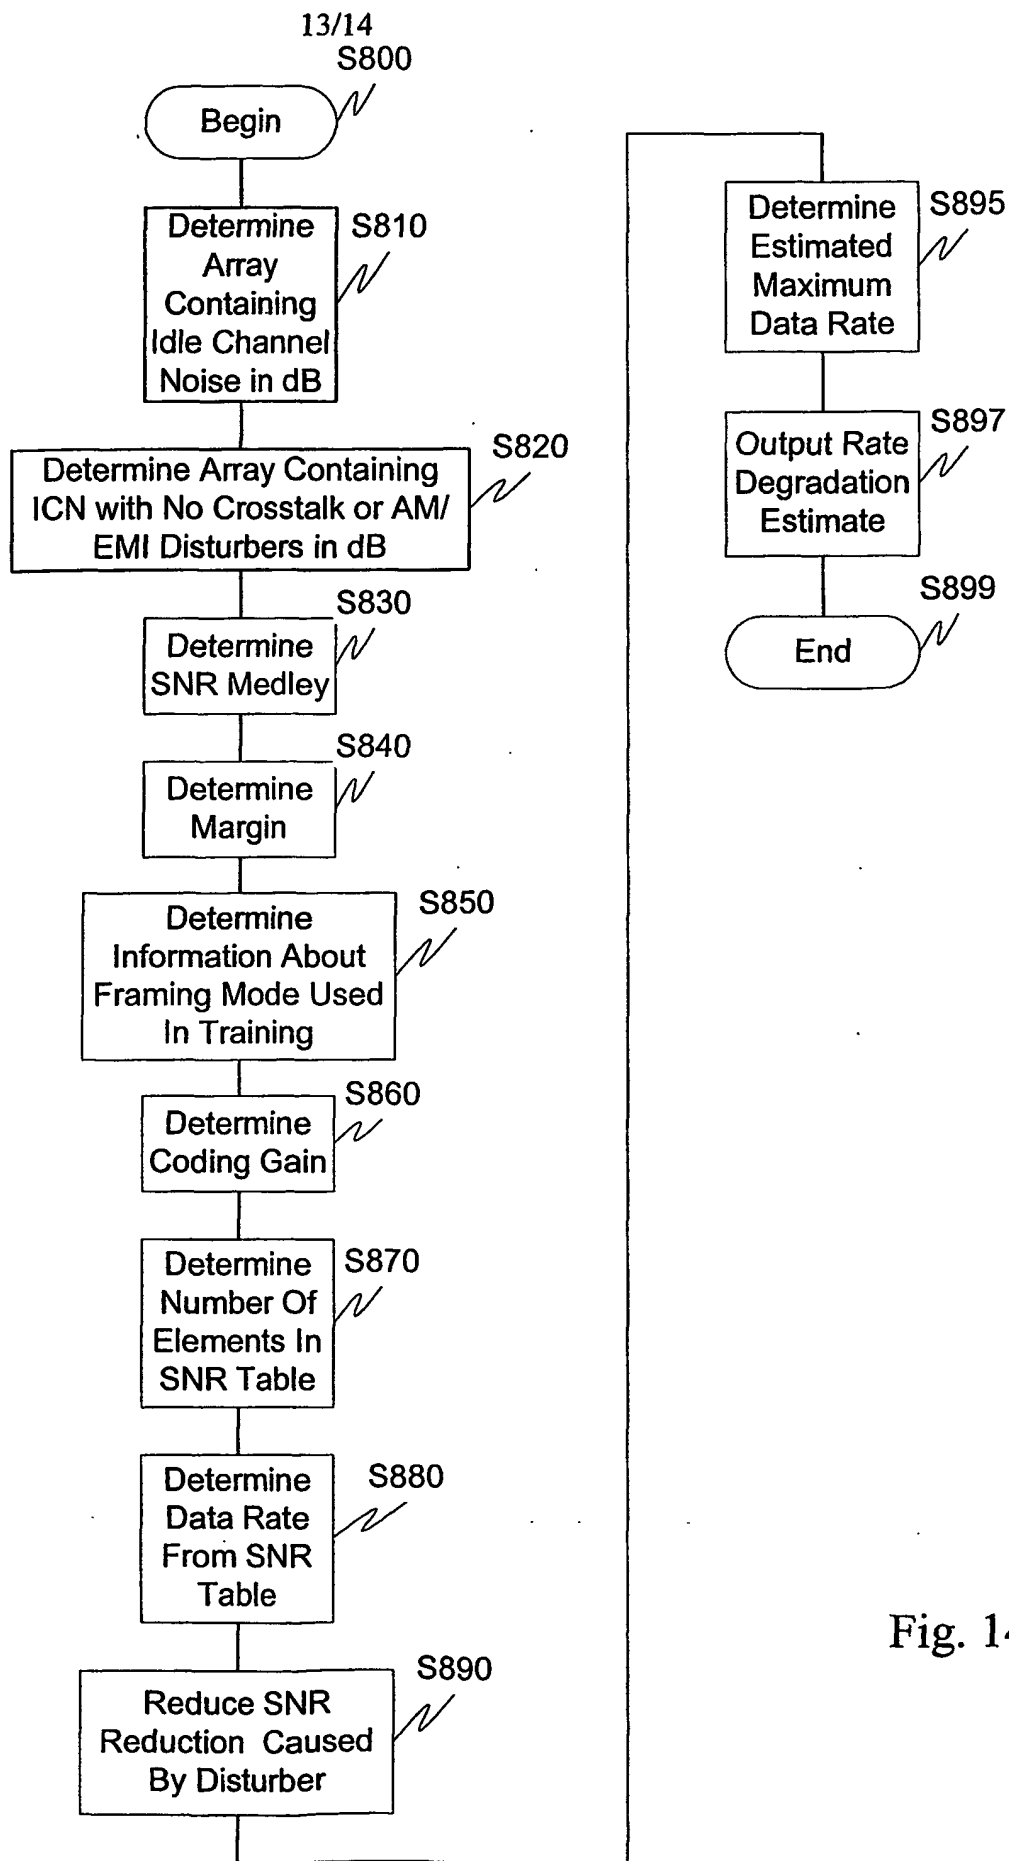 13/14
S800
Begin
S810
Determine
Array
Containing
Idle Channel
Noise in dB
S820
Determine Array Containing
ICN with No Crosstalk or AM/
EMI Disturbers in dB
S830
Determine
SNR Medley
S840
Determine
Margin
S850
Determine
Information About
Framing Mode Used
In Training
S860
Determine
Coding Gain
S870
Determine
Number Of
Elements In
SNR Table
S880
Determine
Data Rate
From SNR
Table
S890
Reduce SNR
Reduction Caused
By Disturber
S895
Determine
Estimated
Maximum
Data Rate
S897
Output Rate
Degradation
Estimate
S899
End
Fig. 14